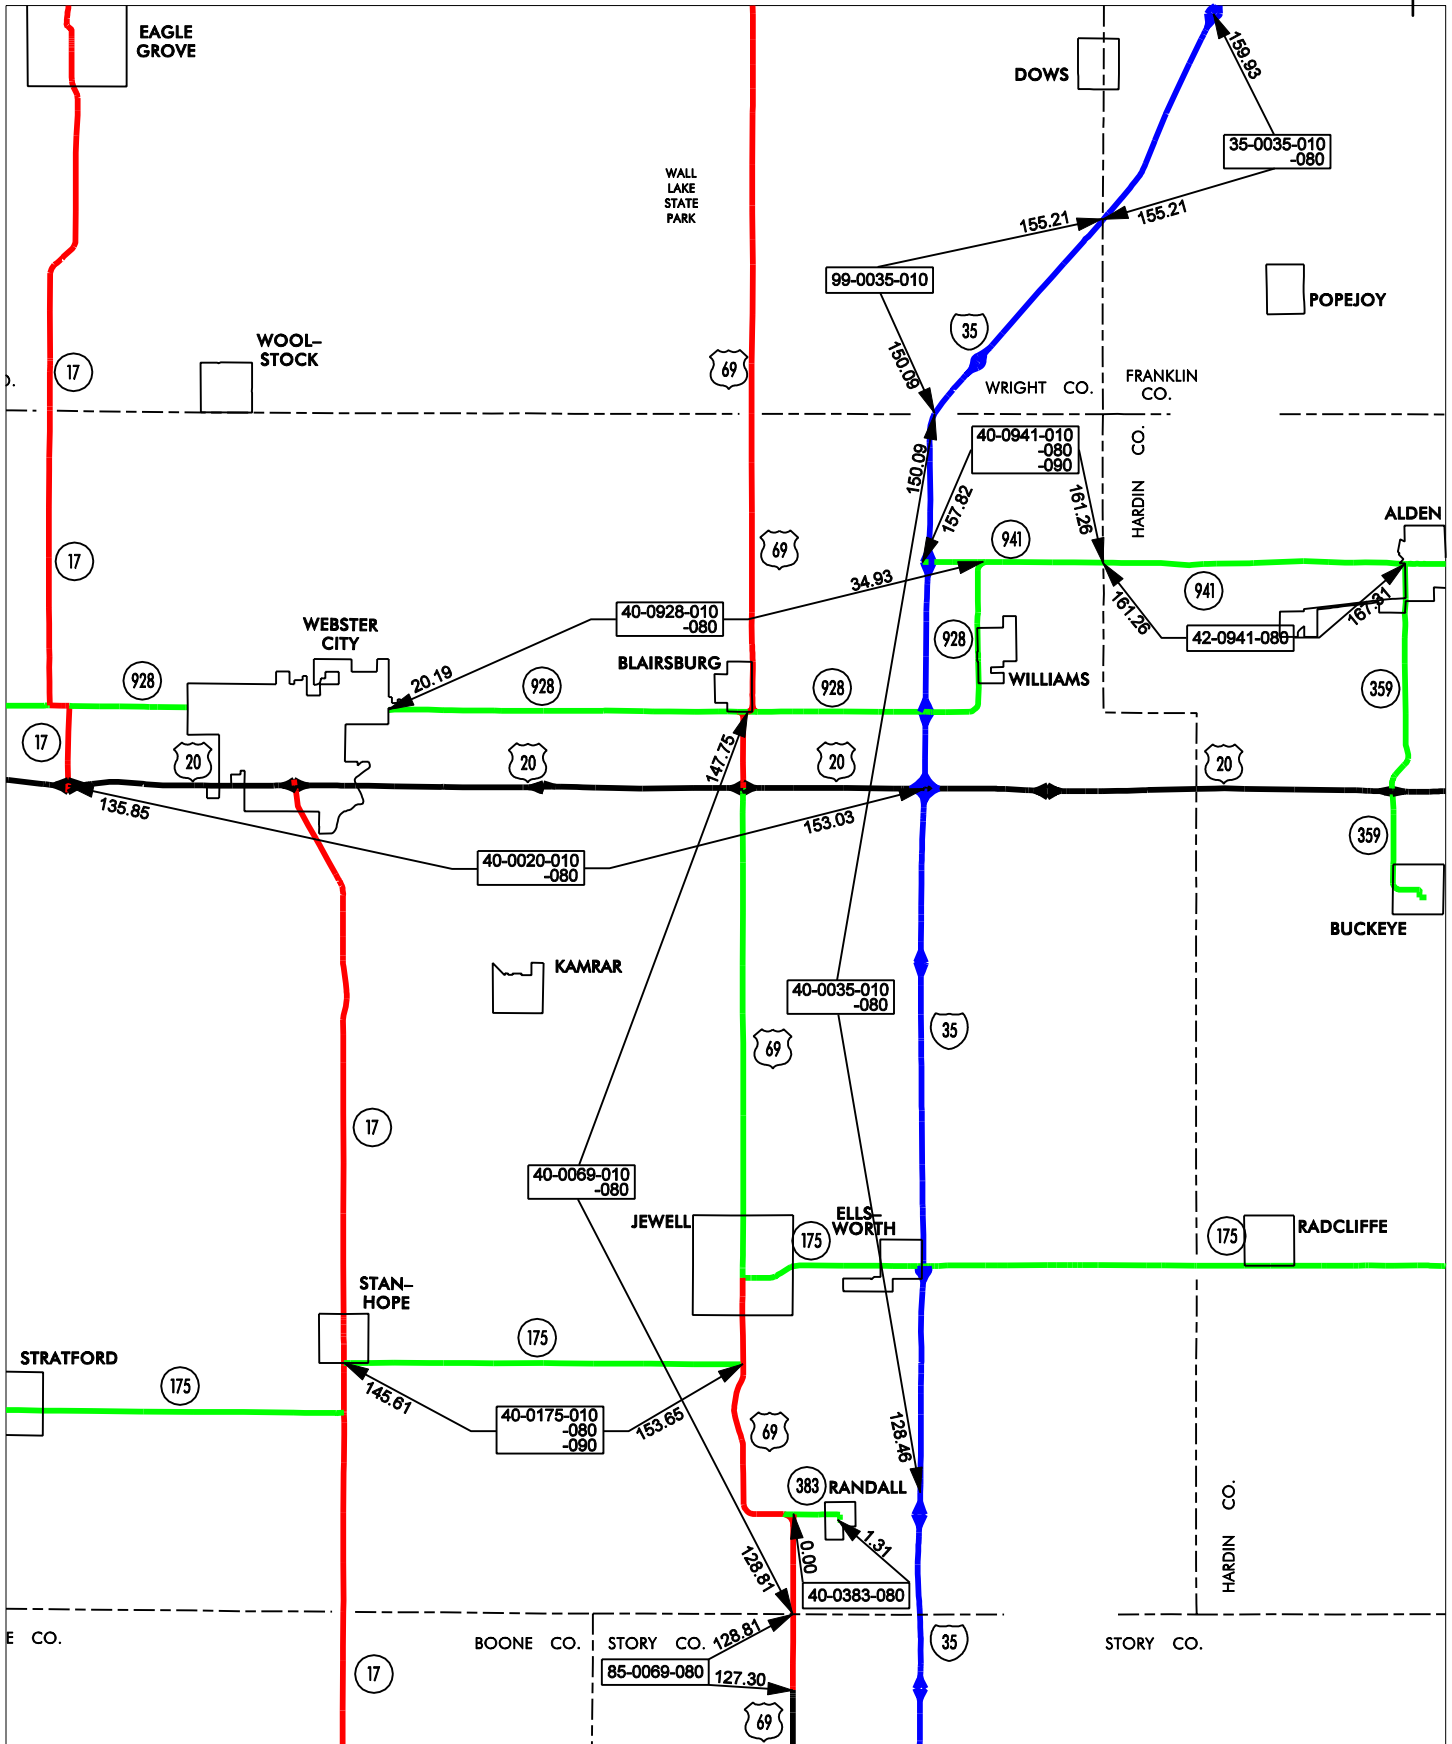 EAGLE
GROVE
DOWS
159.93
35-0035-010
-080
WALL
LAKE
STATE
PARK
155.21
155.21
99-0035-010
POPEJOY
35
WOOL–
STOCK
17
69
150.09
WRIGHT CO.
FRANKLIN
CO.
40-0941-010
-080
-090
HARDIN CO.
150.09
157.82
161.26
ALDEN
17
69
941
34.93
941
40-0928-010
-080
161.26
167.31
42-0941-080
WEBSTER
CITY
928
BLAIRSBURG
WILLIAMS
928
20.19
928
928
359
17
20
20
147.75
20
20
135.85
153.03
359
40-0020-010
-080
BUCKEYE
KAMRAR
40-0035-010
-080
69
35
17
40-0069-010
-080
JEWELL
ELLS–
WORTH
175
175
RADCLIFFE
STAN–
HOPE
175
STRATFORD
175
145.61
40-0175-010
-080
-090
153.65
69
128.46
383
RANDALL
0.00
1.31
128.81
40-0383-080
HARDIN CO.
E CO.
BOONE CO.
STORY CO.
128.81
35
STORY CO.
17
85-0069-080
127.30
69